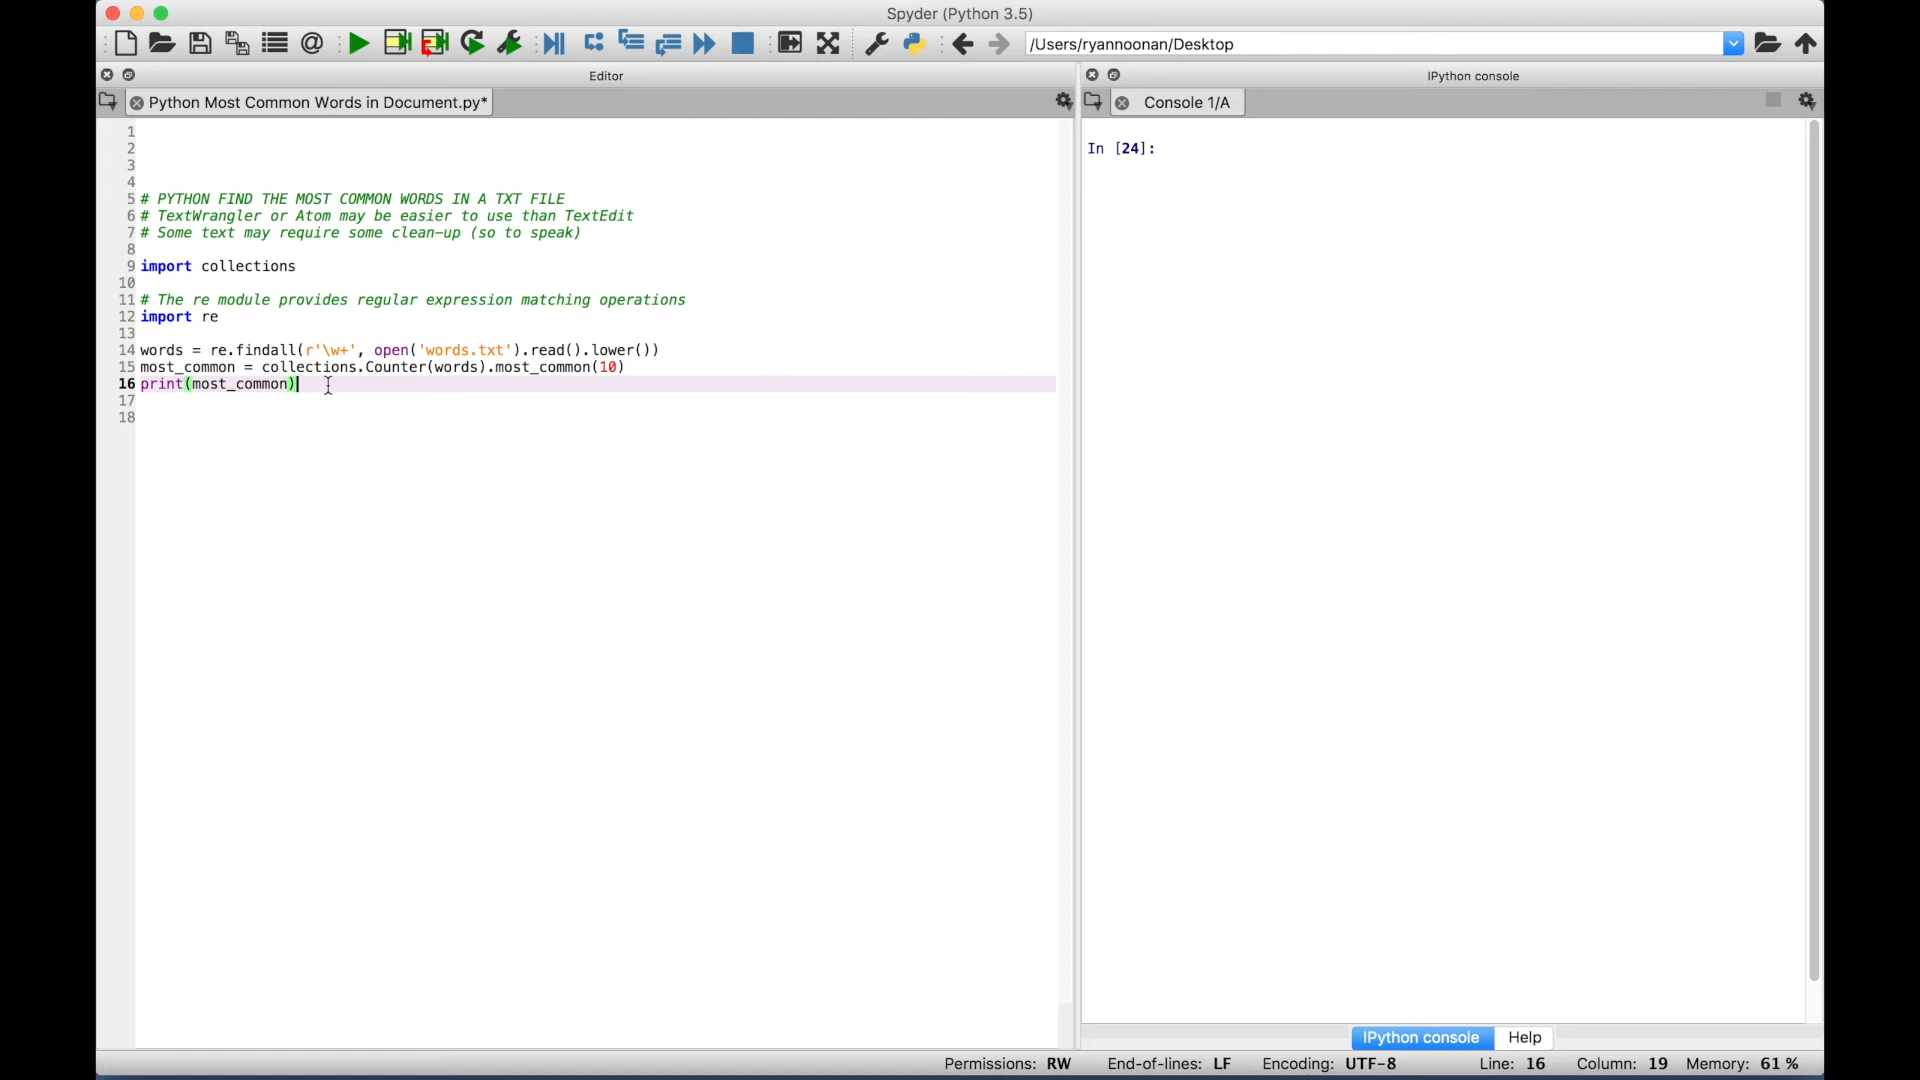 Spyder (Python 3.5)
/Users/ryannoonan/Desktop
Editor
IPython console
Python Most Common Words in Document.py*
Console 1/A
1
2
3
4
5 # PYTHON FIND THE MOST COMMON WORDS IN A TXT FILE
6 # TextWrangler or Atom may be easier to use than TextEdit
7 # Some text may require some clean-up (so to speak)
8
9 import collections
10
11 # The re module provides regular expression matching operations
12 import re
13
14 words = re.findall(r'\w+', open('words.txt').read().lower())
15 most_common = collections.Counter(words).most_common(10)
16 print(most_common)
17
18
In [24]:
IPython console Help
Permissions: RW End-of-lines: LF Encoding: UTF-8 Line: 16 Column: 19 Memory: 61 %